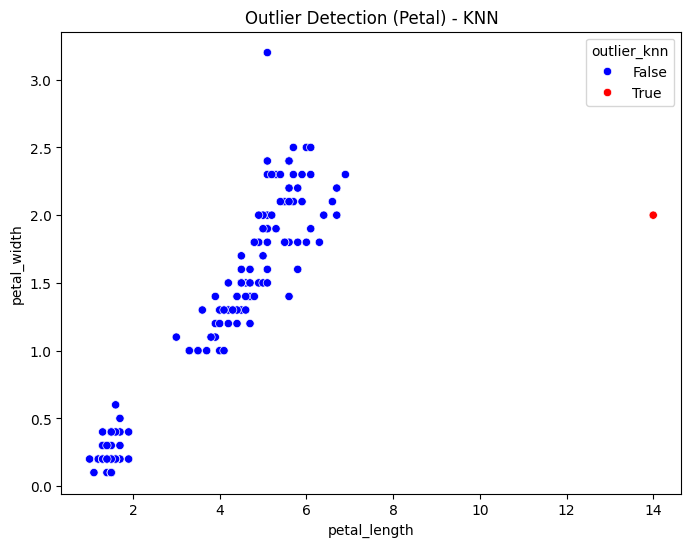 Outlier Detection (Petal) - KNN
outlier_knn
False
True
3.0
2.5
2.0
1.5
1.0
0.5
0.0
petal_width
2
4
6
8
10
12
14
petal_length